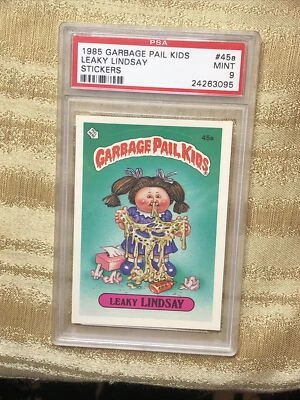 PSA
1985 GARBAGE PAIL KIDS #45a
LEAKY LINDSAY MINT
STICKERS 9
24263095
45a
GARBAGE PAIL KIDS
LEAKY LINDSAY